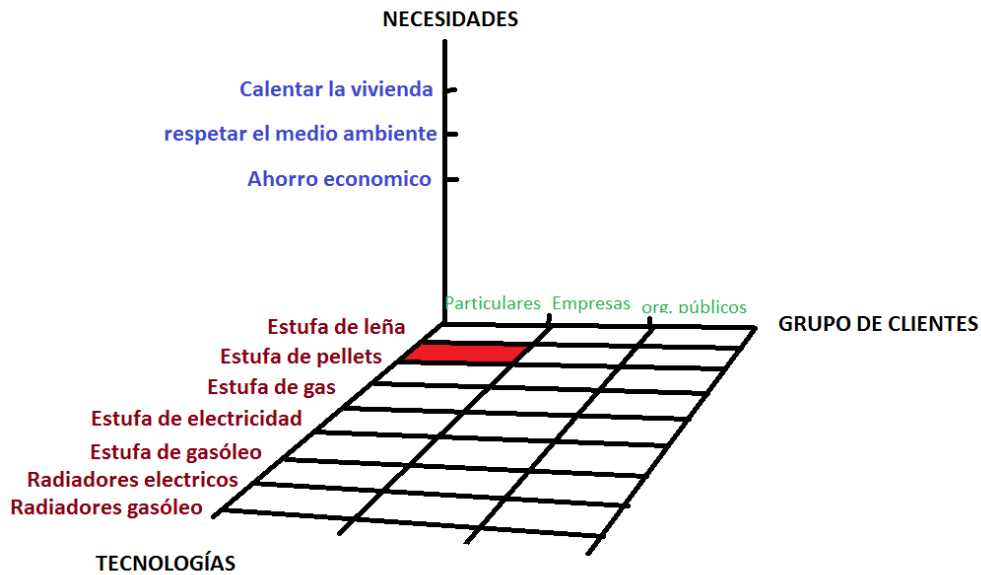 NECESIDADES
Calentar la vivienda
respetar el medio ambiente
Ahorro economico
Particulares Empresas org. públicos
GRUPO DE CLIENTES
Estufa de leña
Estufa de pellets
Estufa de gas
Estufa de electricidad
Estufa de gasóleo
Radiadores electricos
Radiadores gasóleo
TECNOLOGÍAS